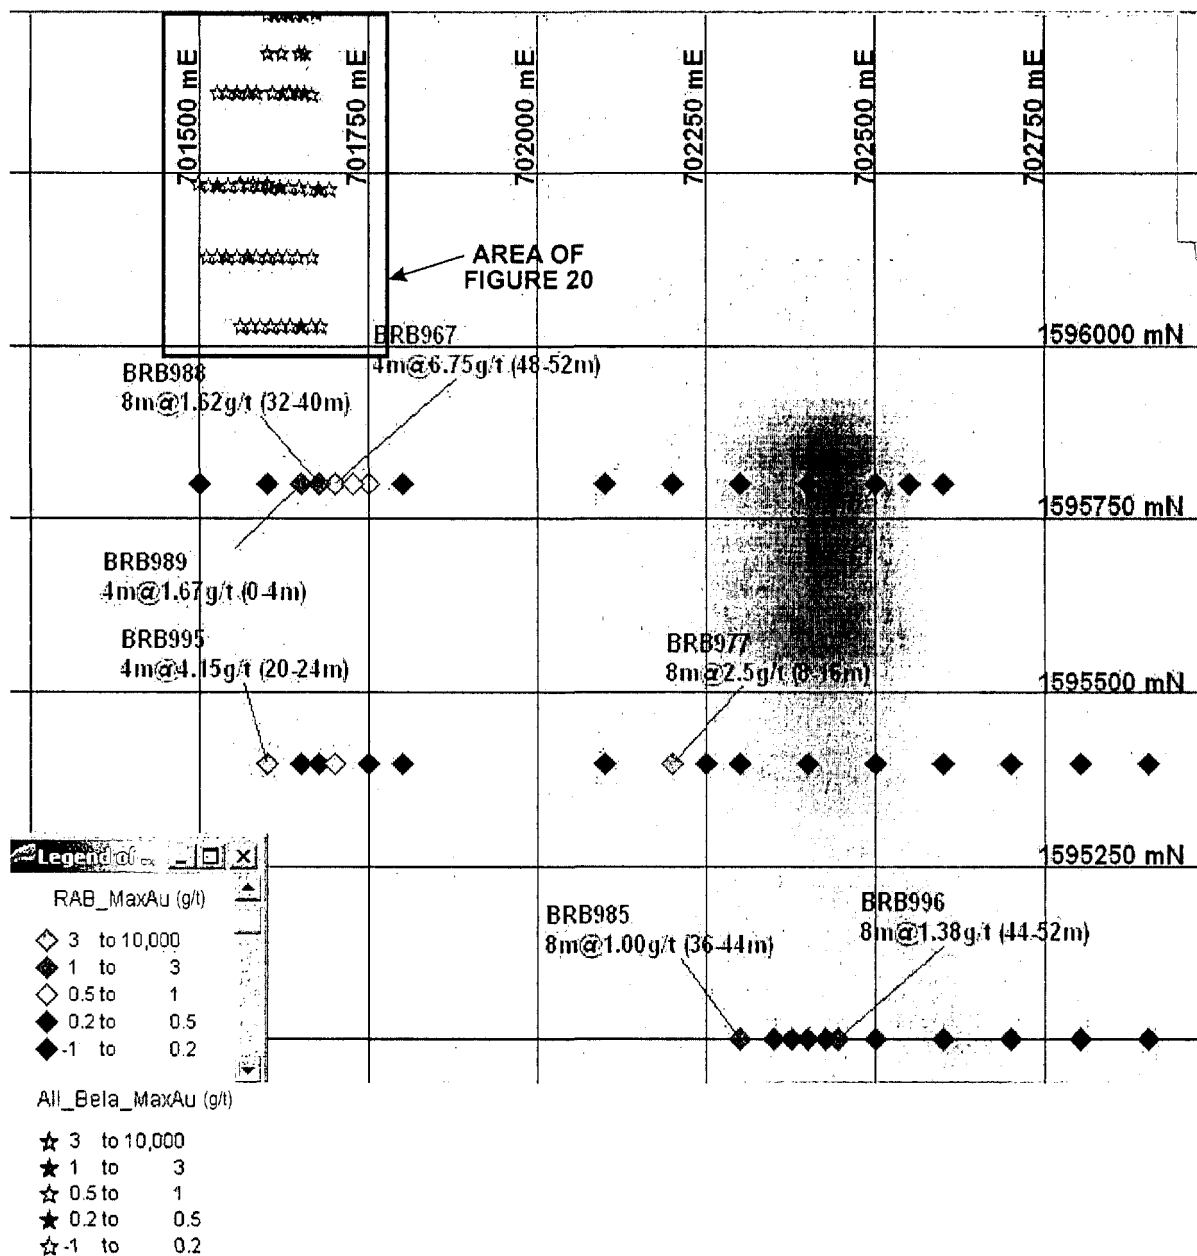 701500 mE
701750 mE
702000 mE
702250 mE
702500 mE
702750 mE
AREA OF
FIGURE 20
1596000 mN
BRB967
4m@6.75g/t (48-52m)
BRB988
8m@1.62g/t (32-40m)
1595750 mN
BRB989
4m@1.67g/t (0-4m)
BRB995
4m@4.15g/t (20-24m)
BRB977
8m@2.5g/t (8-16m)
1595500 mN
1595250 mN
BRB985
8m@1.00g/t (36-44m)
BRB996
8m@1.38g/t (44-52m)
Legend of ...
RAB_MaxAu (g/t)
3 to 10,000
1 to 3
0.5 to 1
0.2 to 0.5
-1 to 0.2
All_Bela_MaxAu (g/t)
3 to 10,000
1 to 3
0.5 to 1
0.2 to 0.5
-1 to 0.2